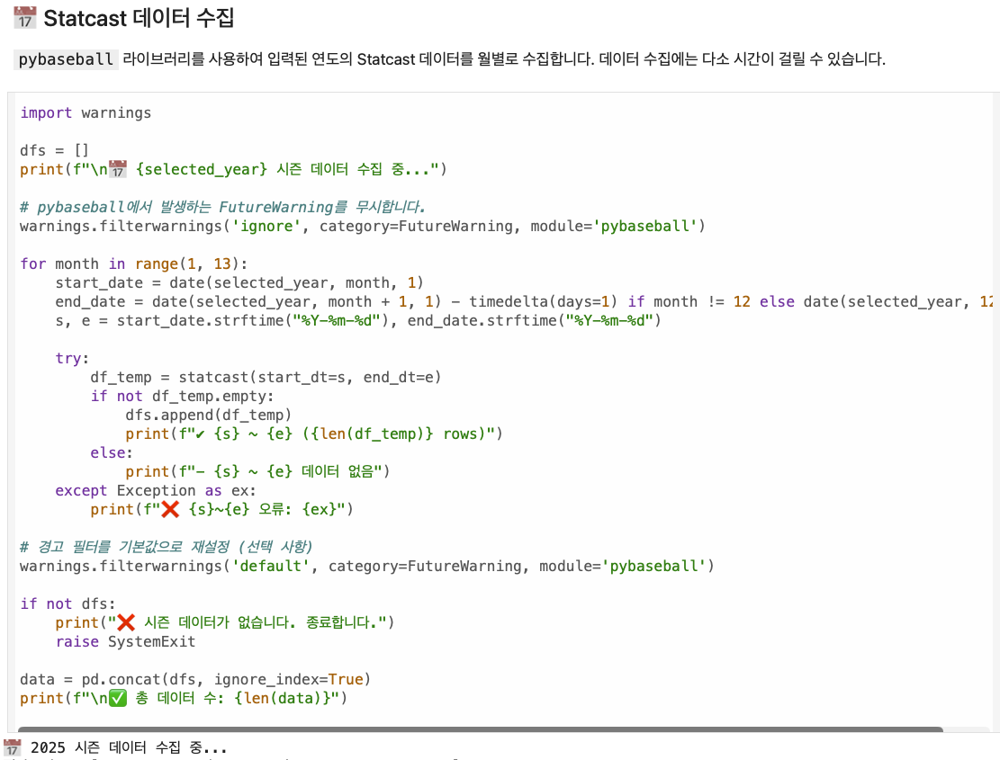 📅 Statcast 데이터 수집
pybaseball 라이브러리를 사용하여 입력된 연도의 Statcast 데이터를 월별로 수집합니다. 데이터 수집에는 다소 시간이 걸릴 수 있습니다.
import warnings
dfs = []
print(f"\n📅 {selected_year} 시즌 데이터 수집 중...")
# pybaseball에서 발생하는 FutureWarning를 무시합니다.
warnings.filterwarnings('ignore', category=FutureWarning, module='pybaseball')
for month in range(1, 13):
    start_date = date(selected_year, month, 1)
    end_date = date(selected_year, month + 1, 1) - timedelta(days=1) if month != 12 else date(selected_year, 12
    s, e = start_date.strftime("%Y-%m-%d"), end_date.strftime("%Y-%m-%d")
    try:
        df_temp = statcast(start_dt=s, end_dt=e)
        if not df_temp.empty:
            dfs.append(df_temp)
            print(f"✔ {s} ~ {e} ({len(df_temp)} rows)")
        else:
            print(f"- {s} ~ {e} 데이터 없음")
    except Exception as ex:
        print(f"❌ {s}~{e} 오류: {ex}")
# 경고 필터를 기본값으로 재설정 (선택 사항)
warnings.filterwarnings('default', category=FutureWarning, module='pybaseball')
if not dfs:
    print("❌ 시즌 데이터가 없습니다. 종료합니다.")
    raise SystemExit
data = pd.concat(dfs, ignore_index=True)
print(f"\n✅ 총 데이터 수: {len(data)}")
📅 2025 시즌 데이터 수집 중...